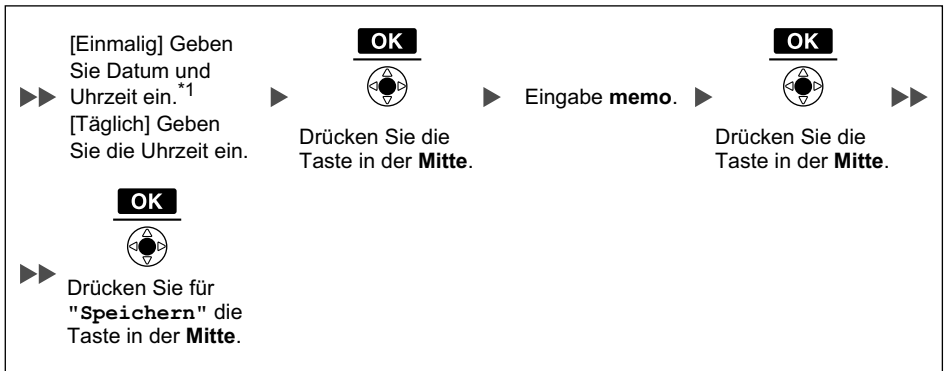 [Einmalig] Geben
Sie Datum und
Uhrzeit ein.*1
[Täglich] Geben
Sie die Uhrzeit ein.
OK
Drücken Sie die
Taste in der Mitte.
Eingabe memo.
OK
Drücken Sie die
Taste in der Mitte.
OK
Drücken Sie für
"Speichern" die
Taste in der Mitte.